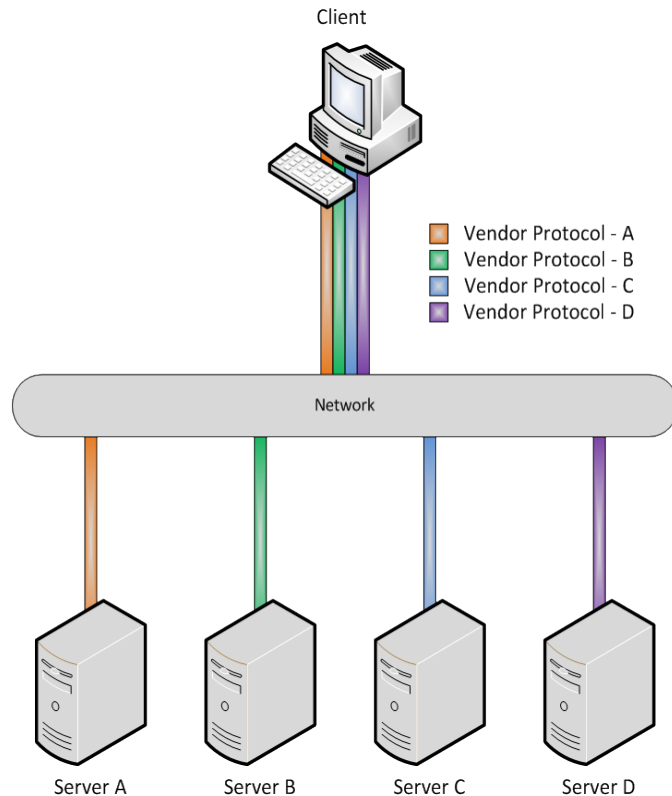 Client
Vendor Protocol - A
Vendor Protocol - B
Vendor Protocol - C
Vendor Protocol - D
Network
Server A
Server B
Server C
Server D